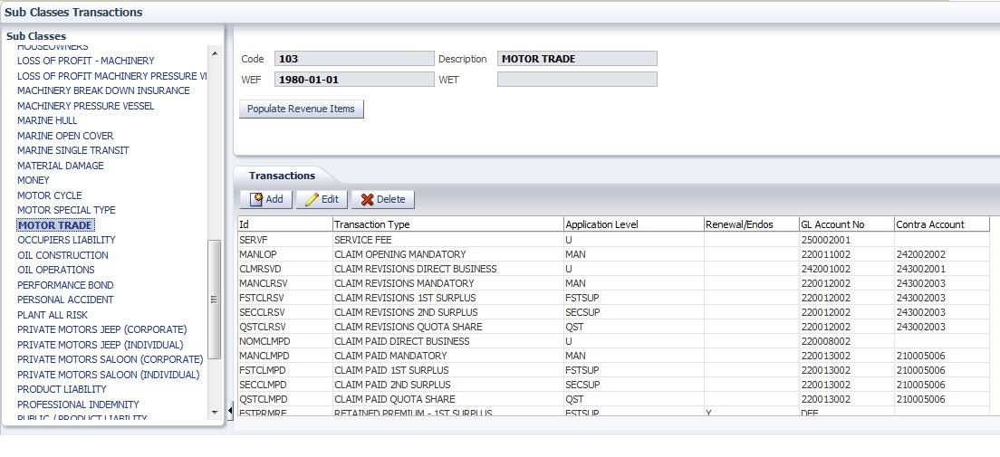 Sub Classes Transactions
Sub Classes
HOUSEOWNERS
LOSS OF PROFIT - MACHINERY
LOSS OF PROFIT MACHINERY PRESSURE VI
MACHINERY BREAK DOWN INSURANCE
MACHINERY PRESSURE VESSEL
MARINE HULL
MARINE OPEN COVER
MARINE SINGLE TRANSIT
MATERIAL DAMAGE
MONEY
MOTOR CYCLE
MOTOR SPECIAL TYPE
MOTOR TRADE
OCCUPIERS LIABILITY
OIL CONSTRUCTION
OIL OPERATIONS
PERFORMANCE BOND
PERSONAL ACCIDENT
PLANT ALL RISK
PRIVATE MOTORS JEEP (CORPORATE)
PRIVATE MOTORS JEEP (INDIVIDUAL)
PRIVATE MOTORS SALOON (CORPORATE)
PRIVATE MOTORS SALOON (INDIVIDUAL)
PRODUCT LIABILITY
PROFESSIONAL INDEMNITY
PUBLIC / PRODUCT LIABILITY
Code 103 Description MOTOR TRADE
WEF 1980-01-01 WET
Populate Revenue Items
Transactions
Add Edit Delete
Id Transaction Type Application Level Renewal/Endos GL Account No Contra Account
SERVF SERVICE FEE U 250002001
MANLOP CLAIM OPENING MANDATORY MAN 220011002 242002002
CLMRSVD CLAIM REVISIONS DIRECT BUSINESS U 242001002 243002001
MANCLRSV CLAIM REVISIONS MANDATORY MAN 220012002 243002003
FSTCLRSV CLAIM REVISIONS 1ST SURPLUS FSTSUP 220012002 243002003
SECCLRSV CLAIM REVISIONS 2ND SURPLUS SECSUP 220012002 243002003
QSTCLRSV CLAIM REVISIONS QUOTA SHARE QST 220012002 243002003
NOMCLMPD CLAIM PAID DIRECT BUSINESS U 220008002
MANCLMPD CLAIM PAID MANDATORY MAN 220013002 210005006
FSTCLMPD CLAIM PAID 1ST SURPLUS FSTSUP 220013002 210005006
SECCLMPD CLAIM PAID 2ND SURPLUS SECSUP 220013002 210005006
QSTCLMPD CLAIM PAID QUOTA SHARE QST 220013002 210005006
FSTPRMRE RETAINED PREMIUM - 1ST SURPLUS FSTSUP Y DEF